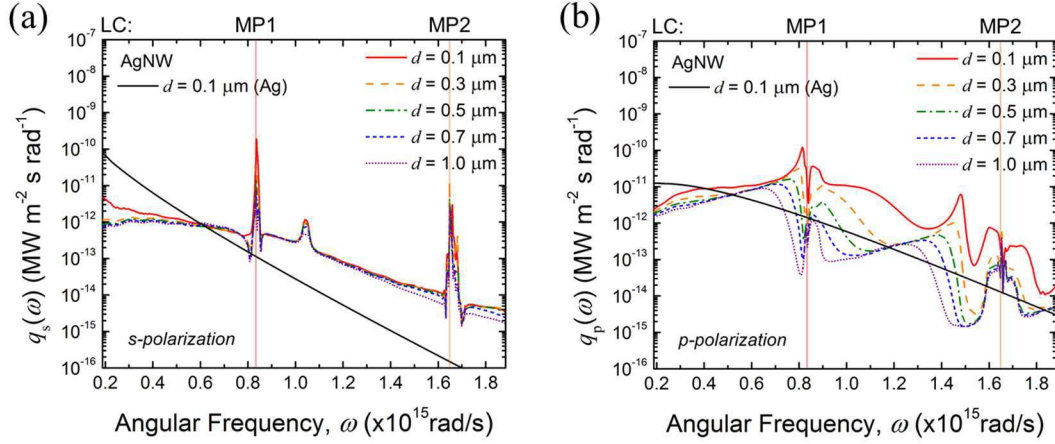 (a)
LC: MP1 MP2
10⁻⁷
10⁻⁸
10⁻⁹
10⁻¹⁰
10⁻¹¹
10⁻¹²
10⁻¹³
10⁻¹⁴
10⁻¹⁵
10⁻¹⁶
qₛ(ω) (MW m⁻² s rad⁻¹)
AgNW
d = 0.1 μm (Ag)
d = 0.1 μm
d = 0.3 μm
d = 0.5 μm
d = 0.7 μm
d = 1.0 μm
s-polarization
0.2 0.4 0.6 0.8 1.0 1.2 1.4 1.6 1.8
Angular Frequency, ω (x10¹⁵rad/s)
(b)
LC: MP1 MP2
10⁻⁷
10⁻⁸
10⁻⁹
10⁻¹⁰
10⁻¹¹
10⁻¹²
10⁻¹³
10⁻¹⁴
10⁻¹⁵
10⁻¹⁶
qₚ(ω) (MW m⁻² s rad⁻¹)
AgNW
d = 0.1 μm (Ag)
d = 0.1 μm
d = 0.3 μm
d = 0.5 μm
d = 0.7 μm
d = 1.0 μm
p-polarization
0.2 0.4 0.6 0.8 1.0 1.2 1.4 1.6 1.8
Angular Frequency, ω (x10¹⁵rad/s)